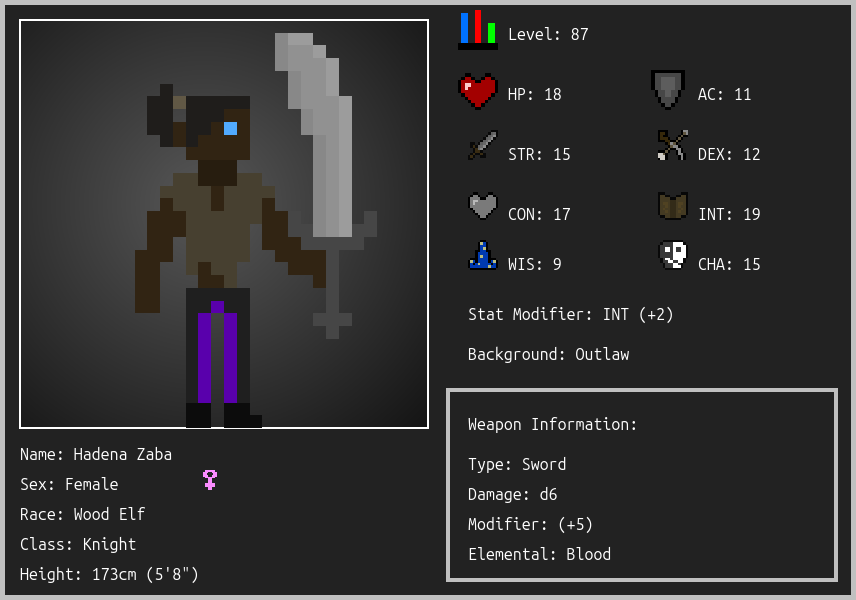 Level: 87
HP: 18
AC: 11
STR: 15
DEX: 12
CON: 17
INT: 19
WIS: 9
CHA: 15
Stat Modifier: INT (+2)
Background: Outlaw
Weapon Information:
Type: Sword
Damage: d6
Modifier: (+5)
Elemental: Blood
Name: Hadena Zaba
Sex: Female
Race: Wood Elf
Class: Knight
Height: 173cm (5'8")